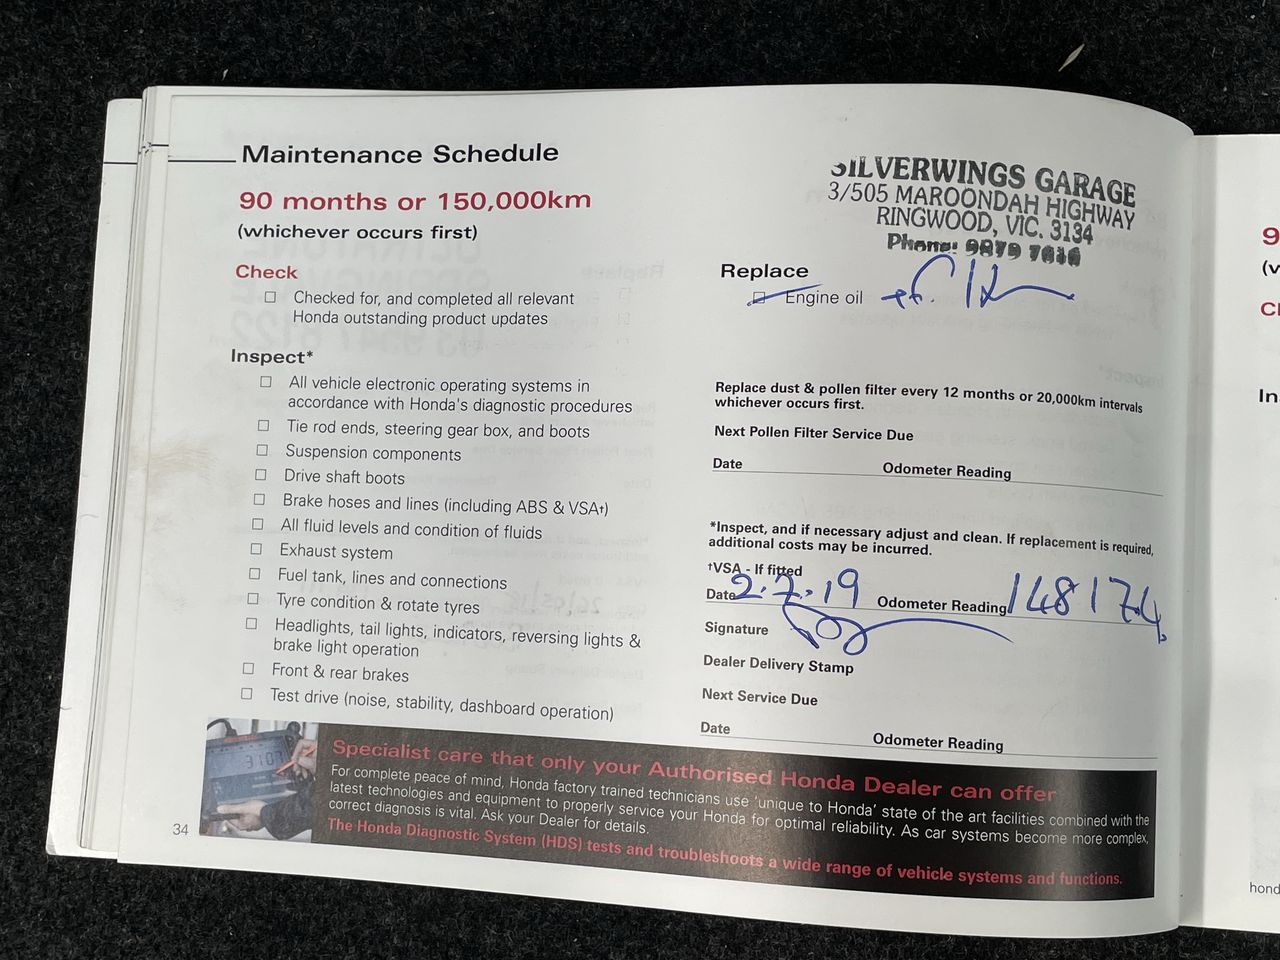 Maintenance Schedule
90 months or 150,000km
(whichever occurs first)
Check
Checked for, and completed all relevant
Honda outstanding product updates
Inspect*
All vehicle electronic operating systems in
accordance with Honda's diagnostic procedures
Tie rod ends, steering gear box, and boots
Suspension components
Drive shaft boots
Brake hoses and lines (including ABS & VSA†)
All fluid levels and condition of fluids
Exhaust system
Fuel tank, lines and connections
Tyre condition & rotate tyres
Headlights, tail lights, indicators, reversing lights &
brake light operation
Front & rear brakes
Test drive (noise, stability, dashboard operation)
SILVERWINGS GARAGE
3/505 MAROONDAH HIGHWAY
RINGWOOD, VIC. 3134
Phone: 9879 7616
Replace
Engine oil
Replace dust & pollen filter every 12 months or 20,000km intervals
whichever occurs first.
Next Pollen Filter Service Due
Date Odometer Reading
*Inspect, and if necessary adjust and clean. If replacement is required,
additional costs may be incurred.
†VSA - If fitted
Date 2.7.19 Odometer Reading 148174
Signature
Dealer Delivery Stamp
Next Service Due
Date Odometer Reading
3107
Specialist care that only your Authorised Honda Dealer can offer
For complete peace of mind, Honda factory trained technicians use 'unique to Honda' state of the art facilities combined with the
latest technologies and equipment to properly service your Honda for optimal reliability. As car systems become more complex,
correct diagnosis is vital. Ask your Dealer for details.
The Honda Diagnostic System (HDS) tests and troubleshoots a wide range of vehicle systems and functions.
34
9
(v
In
hond